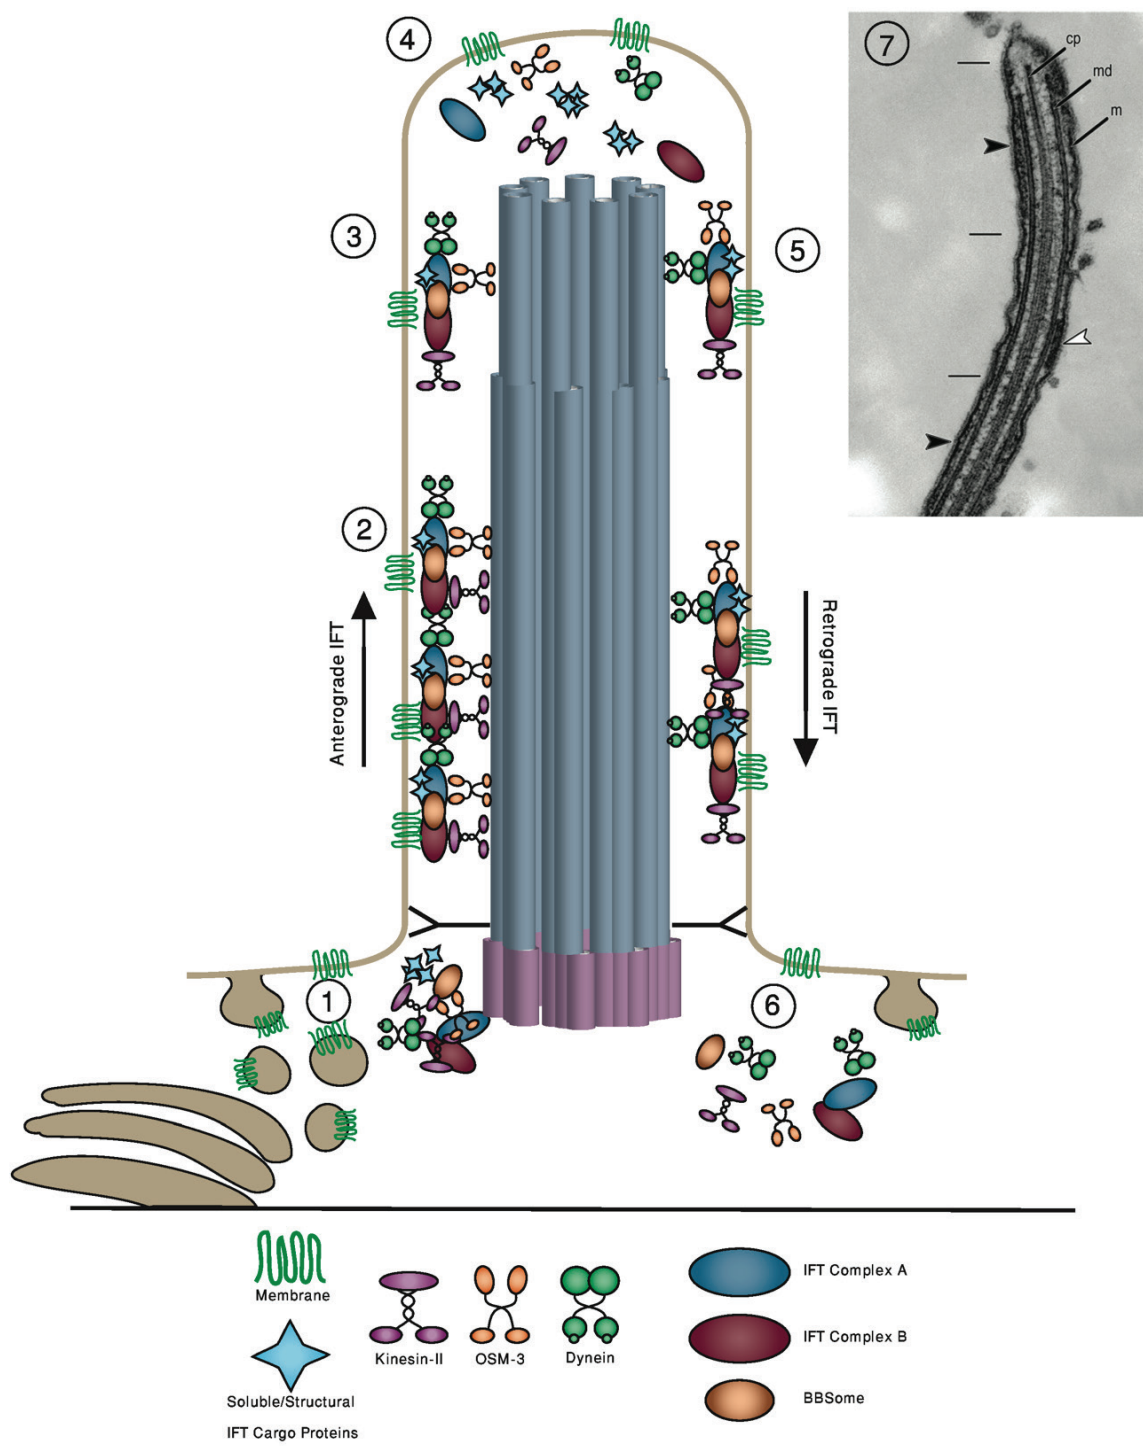 4
7
cp
md
m
3
5
2
Anterograde IFT
Retrograde IFT
1
6
Membrane
Kinesin-II
OSM-3
Dynein
IFT Complex A
IFT Complex B
BBSome
Soluble/Structural
IFT Cargo Proteins